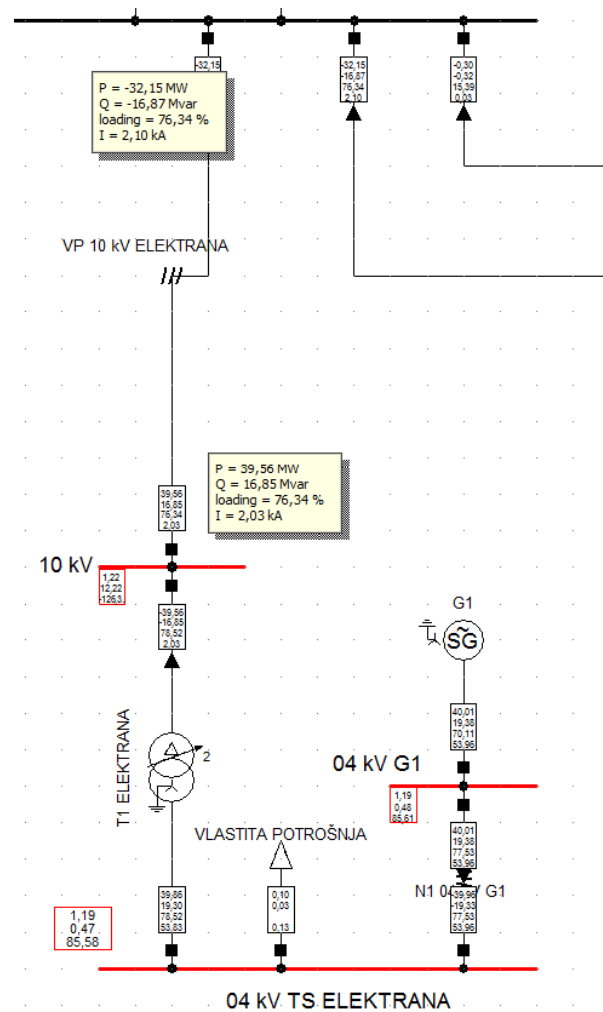 -32,15
P = -32,15 MW
Q = -16,87 Mvar
loading = 76,34 %
I = 2,10 kA
-32,15
-16,87
76,34
2,10
-0,30
-0,32
15,39
0,03
VP 10 kV ELEKTRANA
39,56
16,85
76,34
2,03
P = 39,56 MW
Q = 16,85 Mvar
loading = 76,34 %
I = 2,03 kA
10 kV
1,22
12,22
-126,3
-39,56
-16,85
78,52
2,03
G1
SG
~
40,01
19,38
70,11
53,96
T1 ELEKTRANA
2
04 kV G1
1,19
0,48
85,61
VLASTITA POTROŠNJA
40,01
19,38
77,53
53,96
N1 04 kV G1
-39,96
-19,33
77,53
53,96
39,86
19,30
78,52
53,83
0,10
0,03
0,13
1,19
0,47
85,58
04 kV TS ELEKTRANA